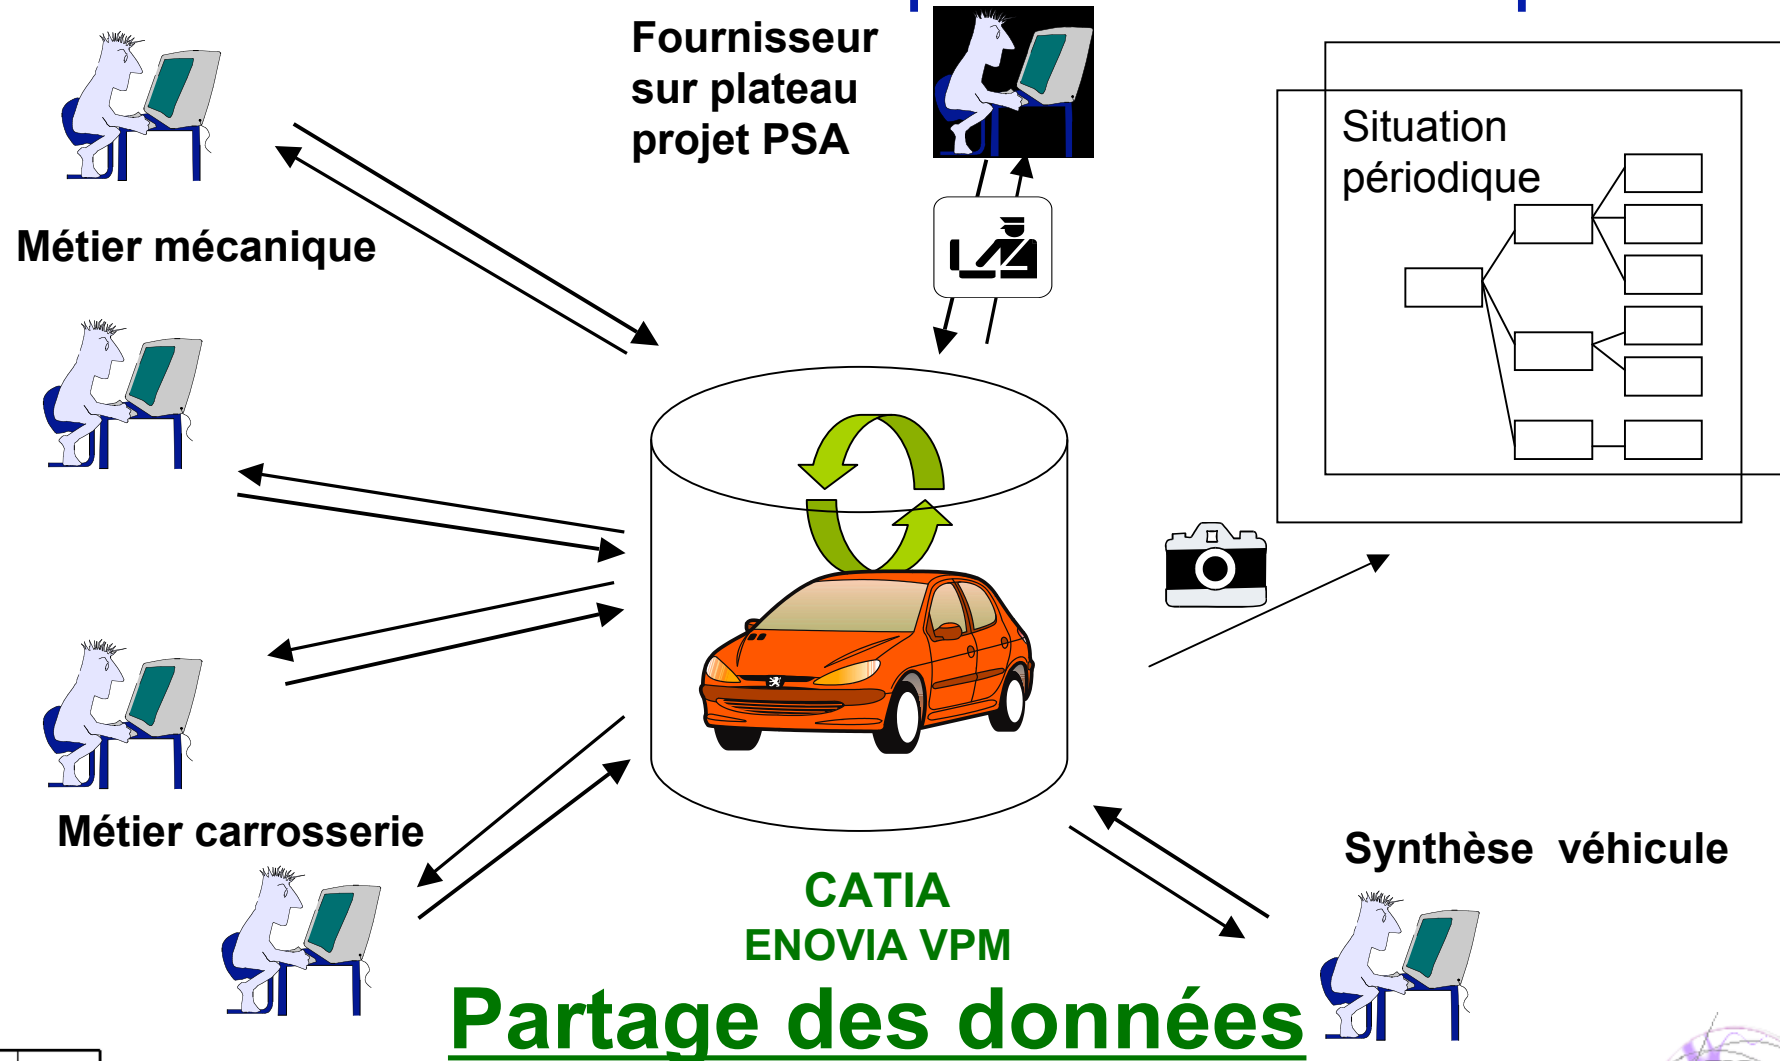 Fournisseur
sur plateau
projet PSA
Situation
périodique
Métier mécanique
Métier carrosserie
Synthèse véhicule
CATIA
ENOVIA VPM
Partage des données